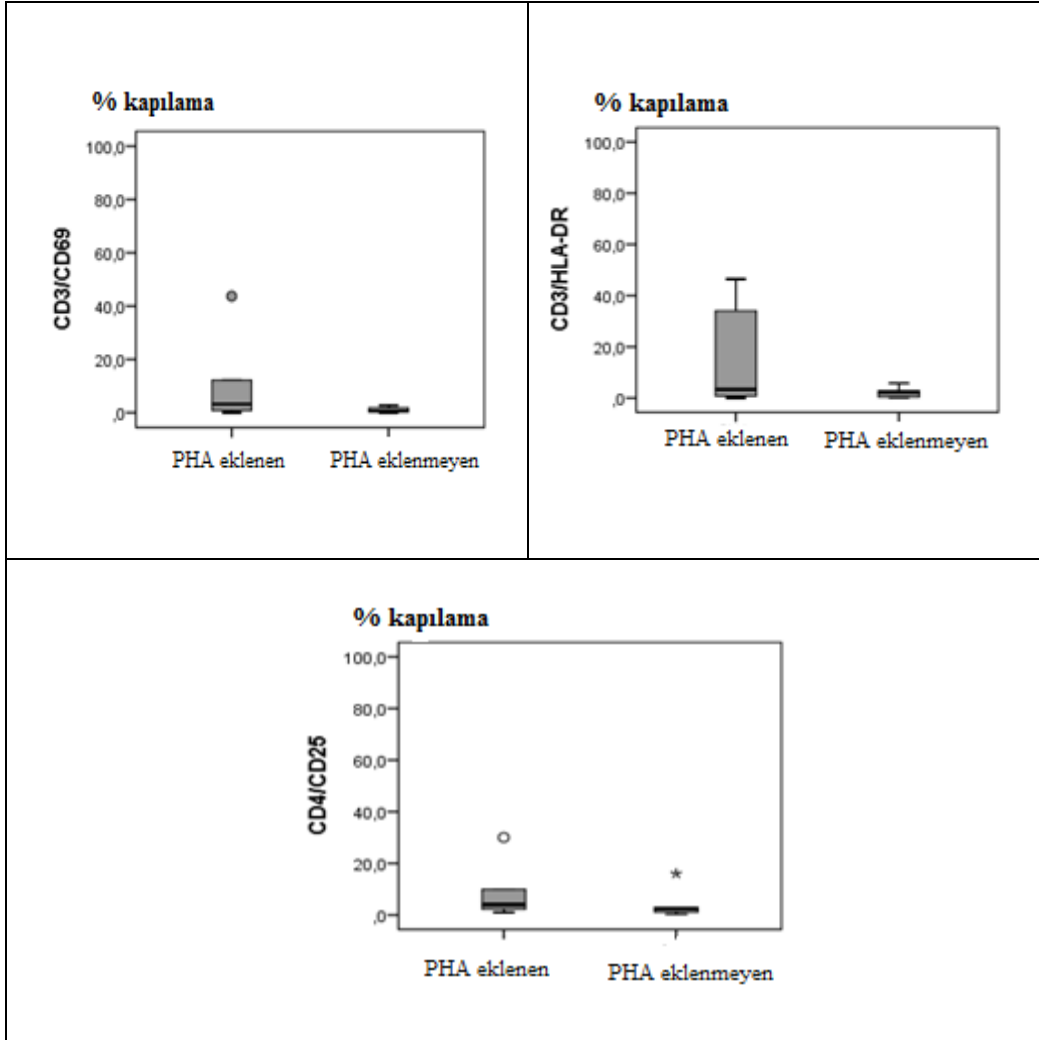 % kapılama
100,0
80,0
60,0
40,0
20,0
,0
CD3/CD69
PHA eklenen PHA eklenmeyen
% kapılama
100,0
80,0
60,0
40,0
20,0
,0
CD3/HLA-DR
PHA eklenen PHA eklenmeyen
% kapılama
100,0
80,0
60,0
40,0
20,0
,0
CD4/CD25
PHA eklenen PHA eklenmeyen